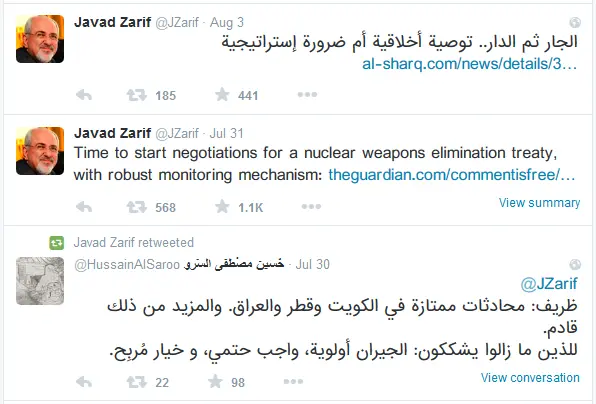 Javad Zarif @JZarif · Aug 3
الجار ثم الدار.. توصية أخلاقية أم ضرورة إستراتيجية
al-sharq.com/news/details/3…
185 441
Javad Zarif @JZarif · Jul 31
Time to start negotiations for a nuclear weapons elimination treaty,
with robust monitoring mechanism: theguardian.com/commentisfree/…
568 1.1K View summary
Javad Zarif retweeted
@HussainAlSaroo حُسين مصطفى السَرو · Jul 30
@JZarif
ظريف: محادثات ممتازة في الكويت وقطر والعراق. والمزيد من ذلك
قادم.
للذين ما زالوا يشككون: الجيران أولوية، واجب حتمي، و خيار مُربِح.
22 98 View conversation